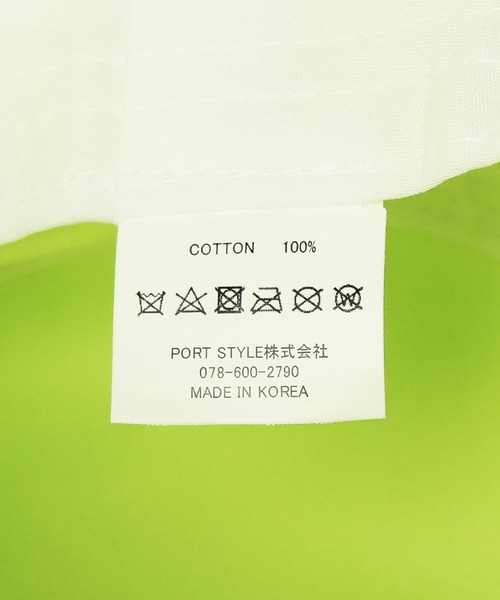 COTTON 100%
W
PORT STYLE株式会社
078-600-2790
MADE IN KOREA